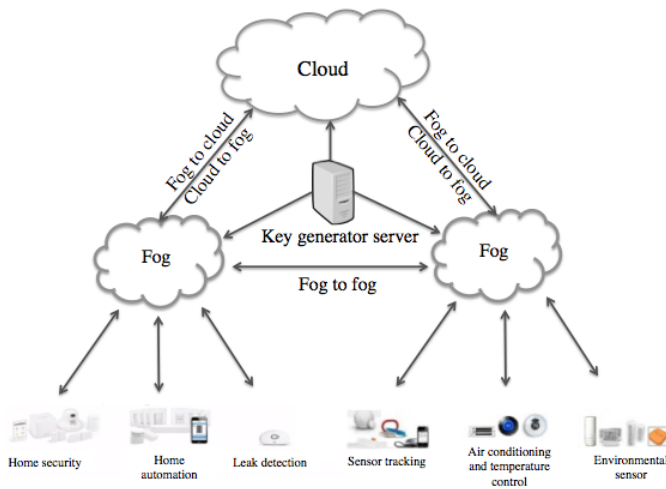 Cloud
Fog to cloud
Cloud to fog
Fog to cloud
Cloud to fog
Key generator server
Fog
Fog
Fog to fog
Home security
Home
automation
Leak detection
Sensor tracking
Air conditioning
and temperature
control
Environmental
sensor